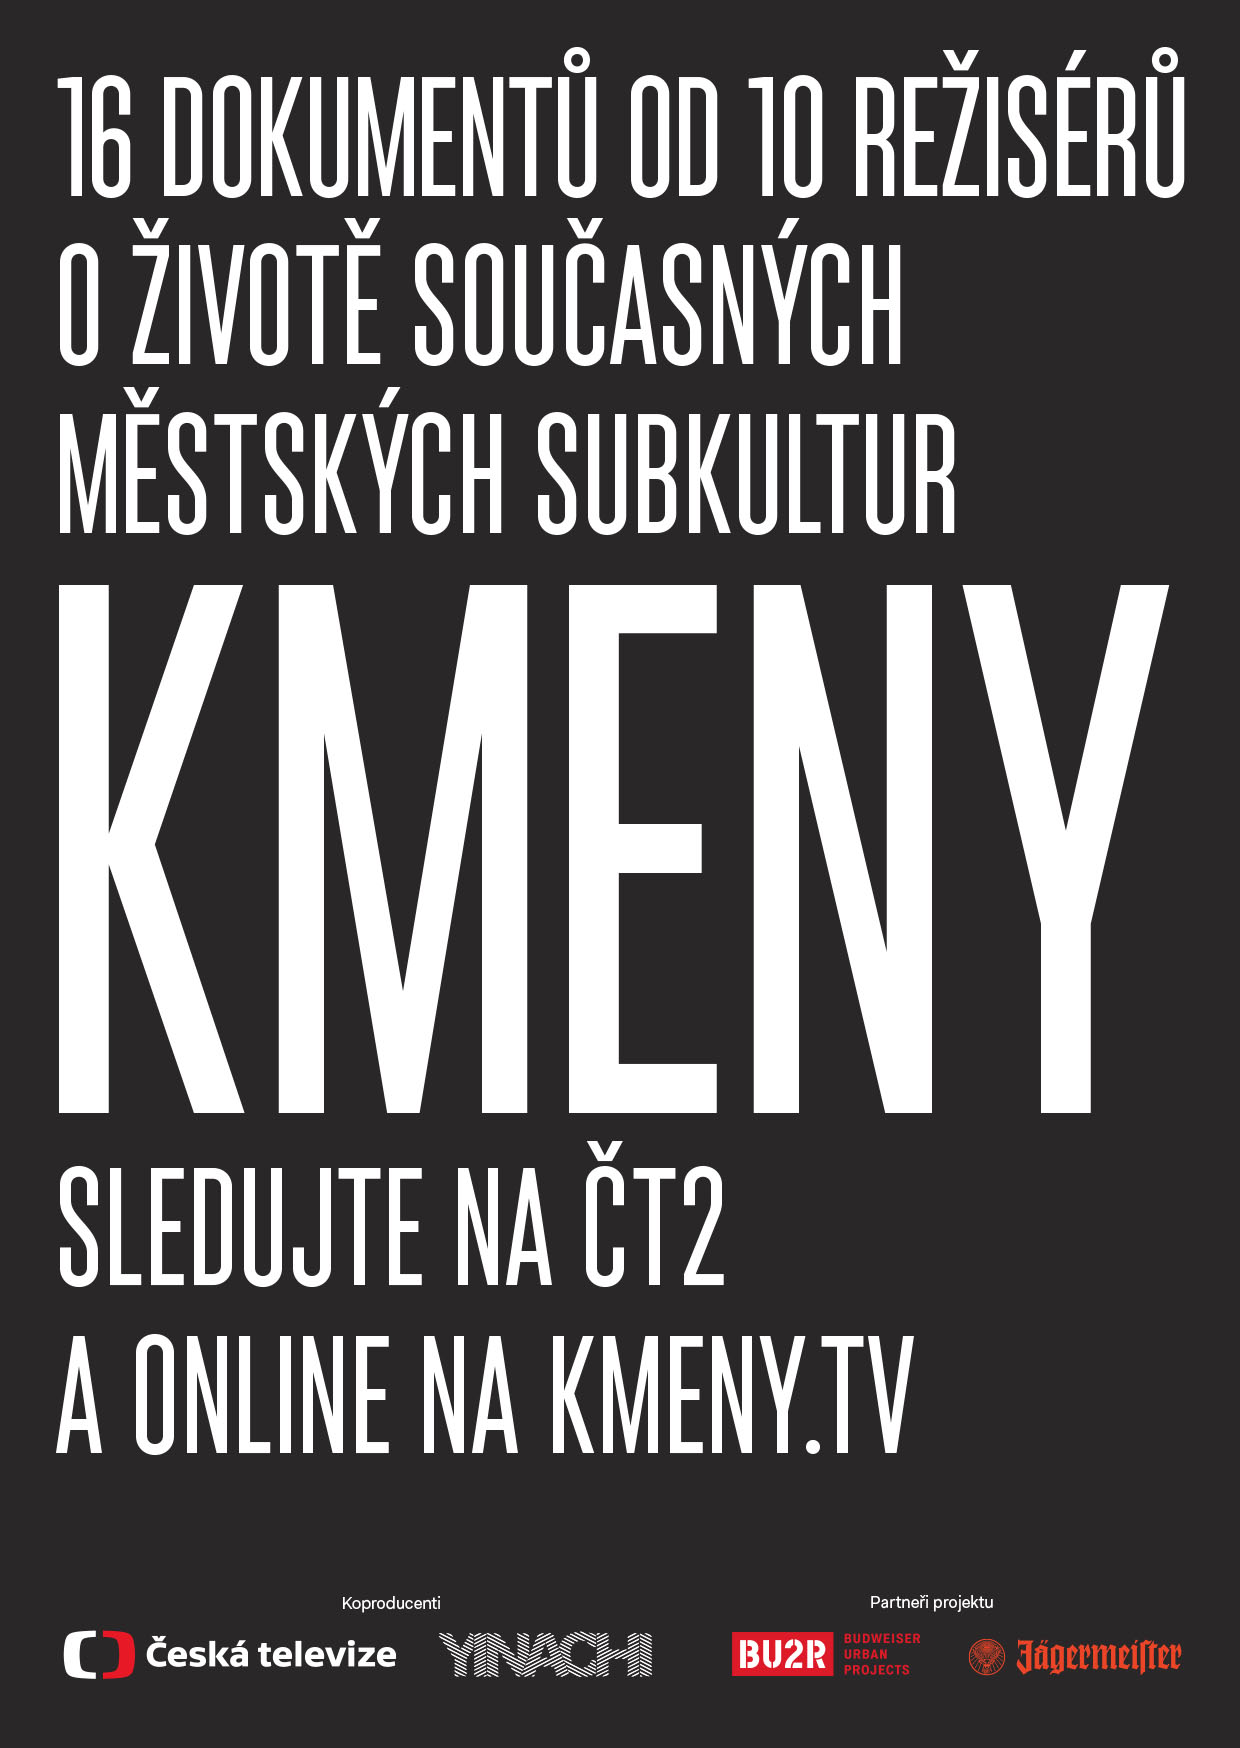 16 DOKUMENTŮ OD 10 REŽISÉRŮ
O ŽIVOTĚ SOUČASNÝCH
MĚSTSKÝCH SUBKULTUR
KMENY
SLEDUJTE NA ČT2
A ONLINE NA KMENY.TV
Koproducenti
Partneři projektu
Česká televize
YINACHI
BU2R
BUDWEISER
URBAN
PROJECTS
Jägermeiſter